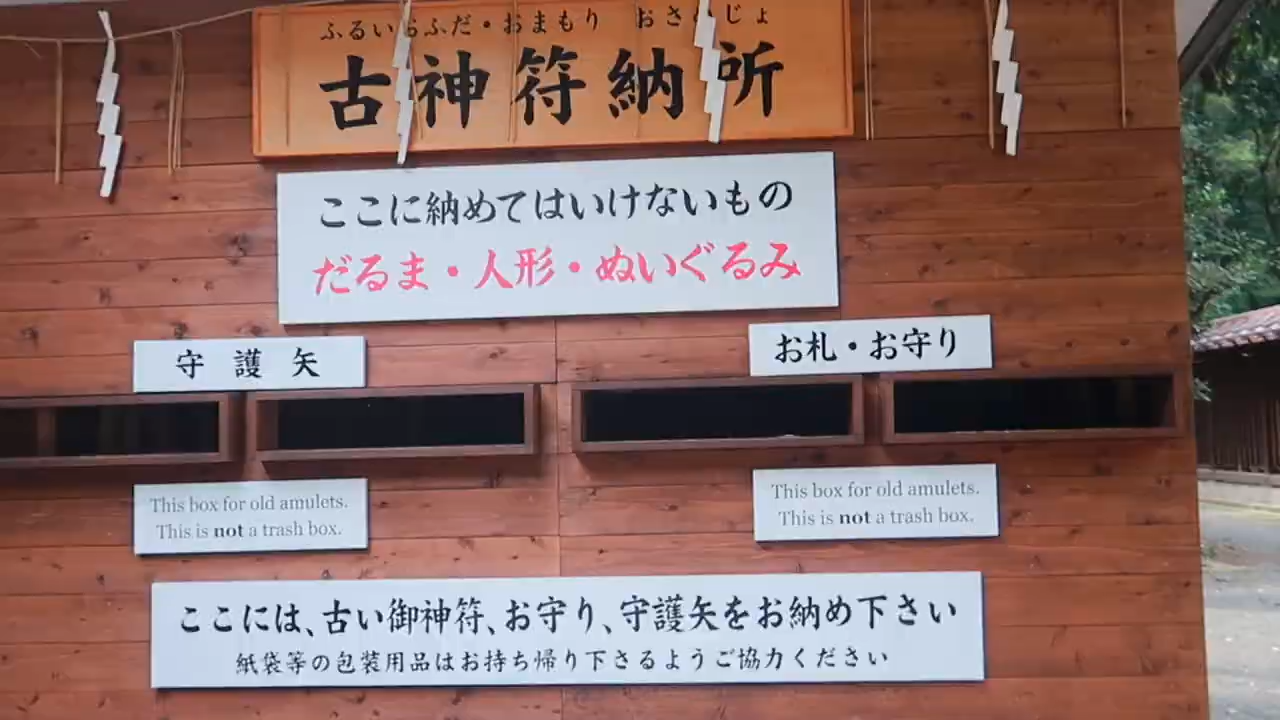 ふるいおふだ・おまもり おさ じょ
古神符納所
ここに納めてはいけないもの
だるま・人形・ぬいぐるみ
守護矢
お札・お守り
This box for old amulets.
This is not a trash box.
This box for old amulets.
This is not a trash box.
ここには、古い御神符、お守り、守護矢をお納め下さい
紙袋等の包装用品はお持ち帰り下さるようご協力ください